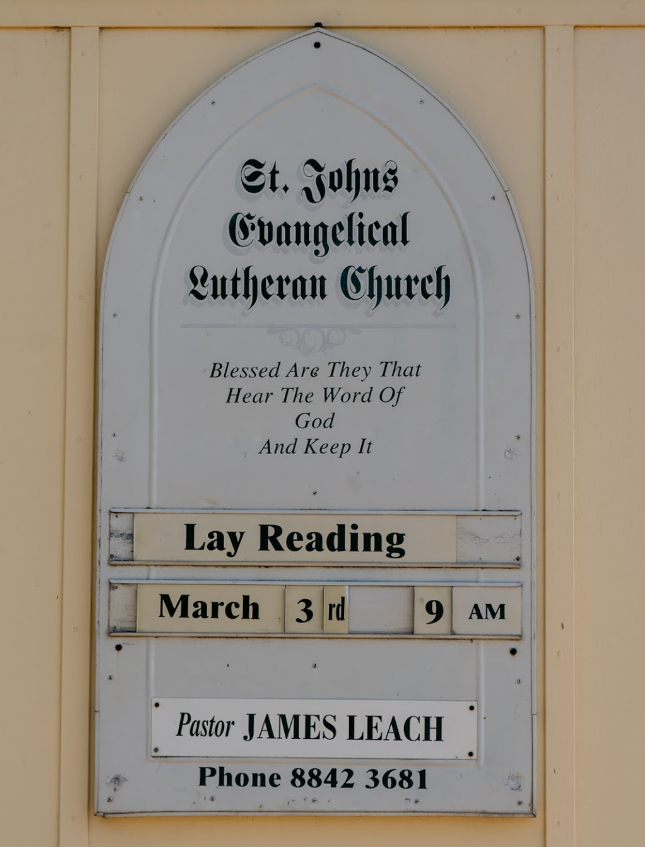 St. Johns
Evangelical
Lutheran Church
Blessed Are They That
Hear The Word Of
God
And Keep It
Lay Reading
March 3rd 9 AM
Pastor JAMES LEACH
Phone 8842 3681